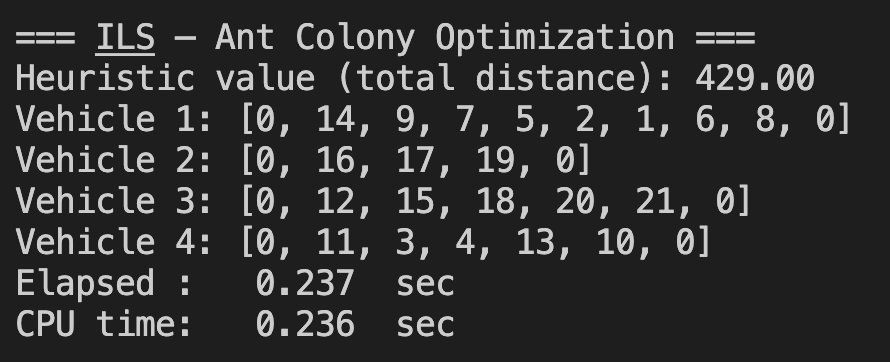 === ILS — Ant Colony Optimization ===
Heuristic value (total distance): 429.00
Vehicle 1: [0, 14, 9, 7, 5, 2, 1, 6, 8, 0]
Vehicle 2: [0, 16, 17, 19, 0]
Vehicle 3: [0, 12, 15, 18, 20, 21, 0]
Vehicle 4: [0, 11, 3, 4, 13, 10, 0]
Elapsed :   0.237  sec
CPU time:   0.236  sec